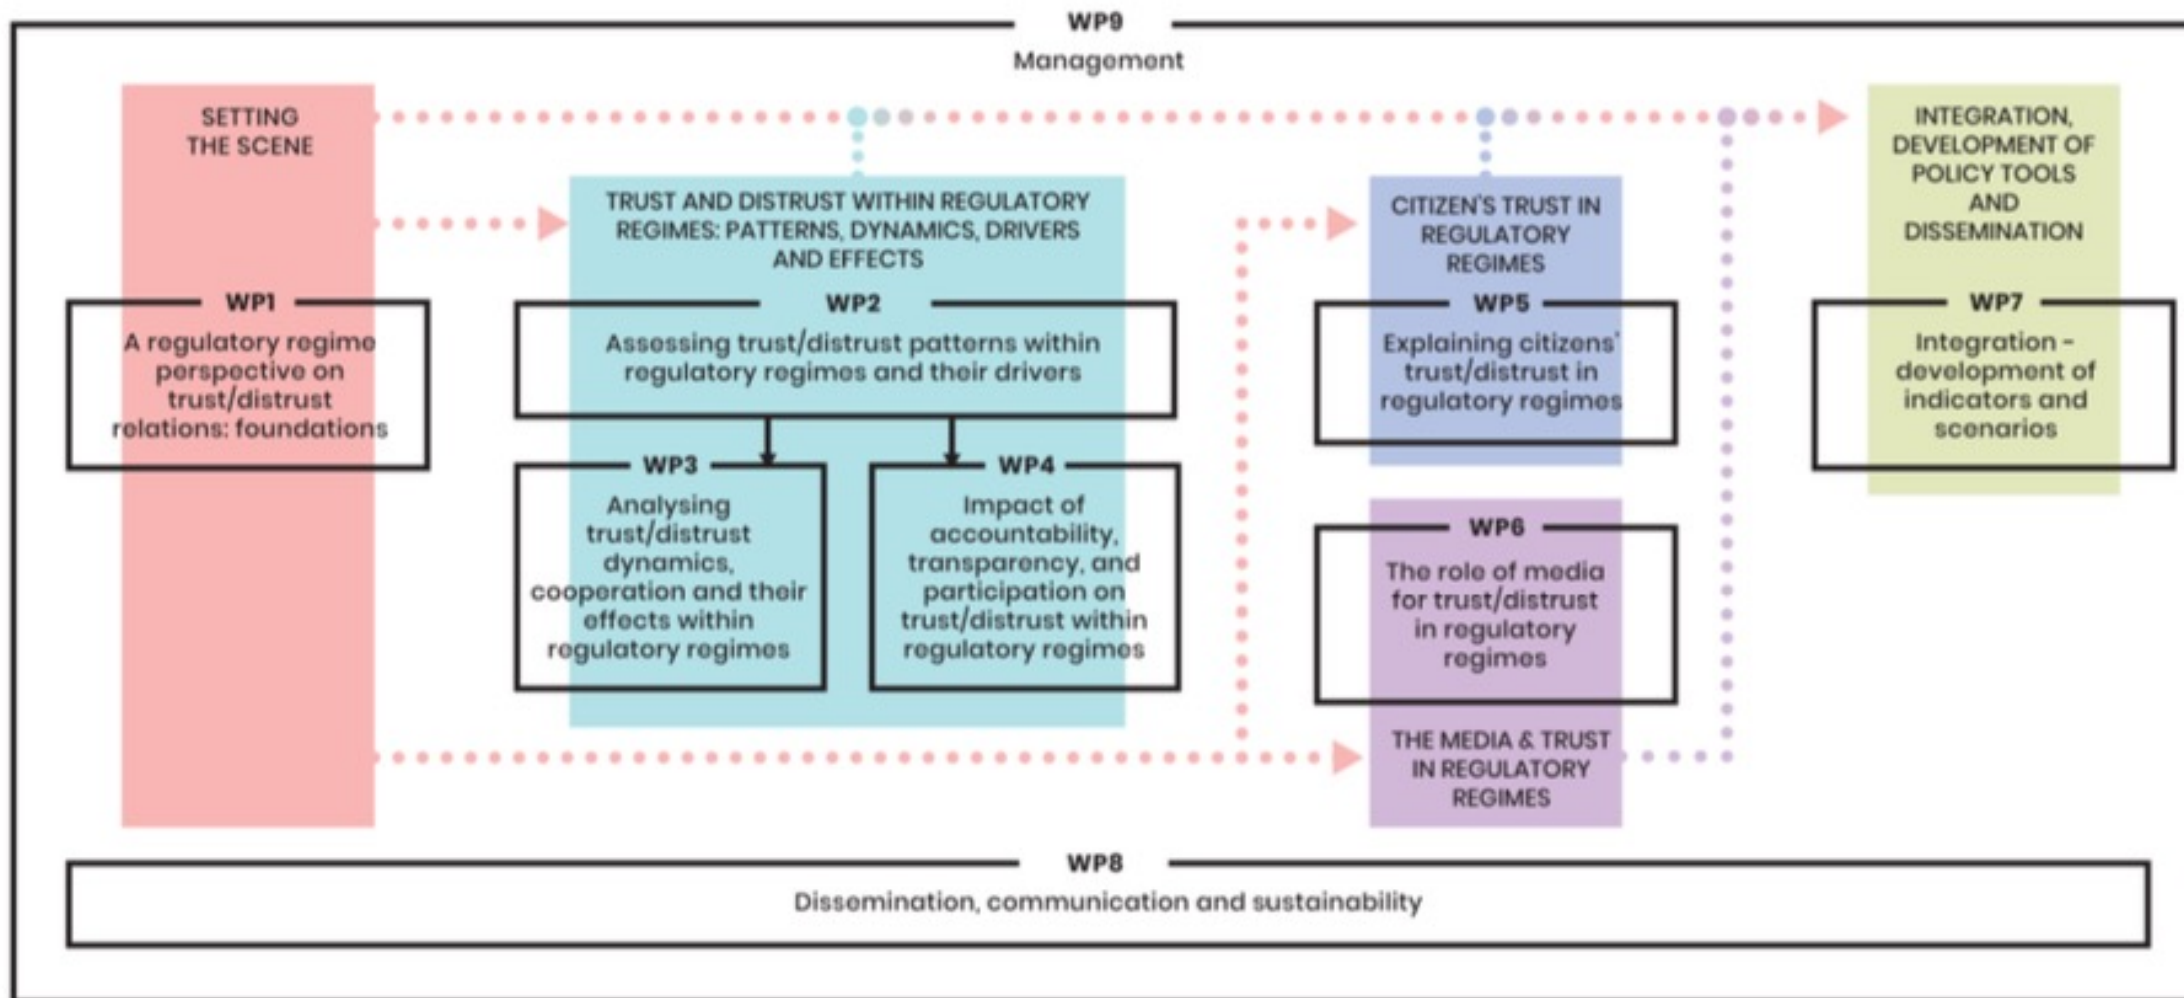 WP9
Management
SETTING
THE SCENE
WP1
A regulatory regime
perspective on
trust/distrust
relations: foundations
TRUST AND DISTRUST WITHIN REGULATORY
REGIMES: PATTERNS, DYNAMICS, DRIVERS
AND EFFECTS
WP2
Assessing trust/distrust patterns within
regulatory regimes and their drivers
WP3
Analysing
trust/distrust
dynamics,
cooperation and their
effects within
regulatory regimes
WP4
Impact of
accountability,
transparency, and
participation on
trust/distrust within
regulatory regimes
CITIZEN'S TRUST IN
REGULATORY
REGIMES
WP5
Explaining citizens'
trust/distrust in
regulatory regimes
WP6
The role of media
for trust/distrust
in regulatory
regimes
THE MEDIA & TRUST
IN REGULATORY
REGIMES
INTEGRATION,
DEVELOPMENT OF
POLICY TOOLS
AND
DISSEMINATION
WP7
Integration -
development of
indicators and
scenarios
WP8
Dissemination, communication and sustainability